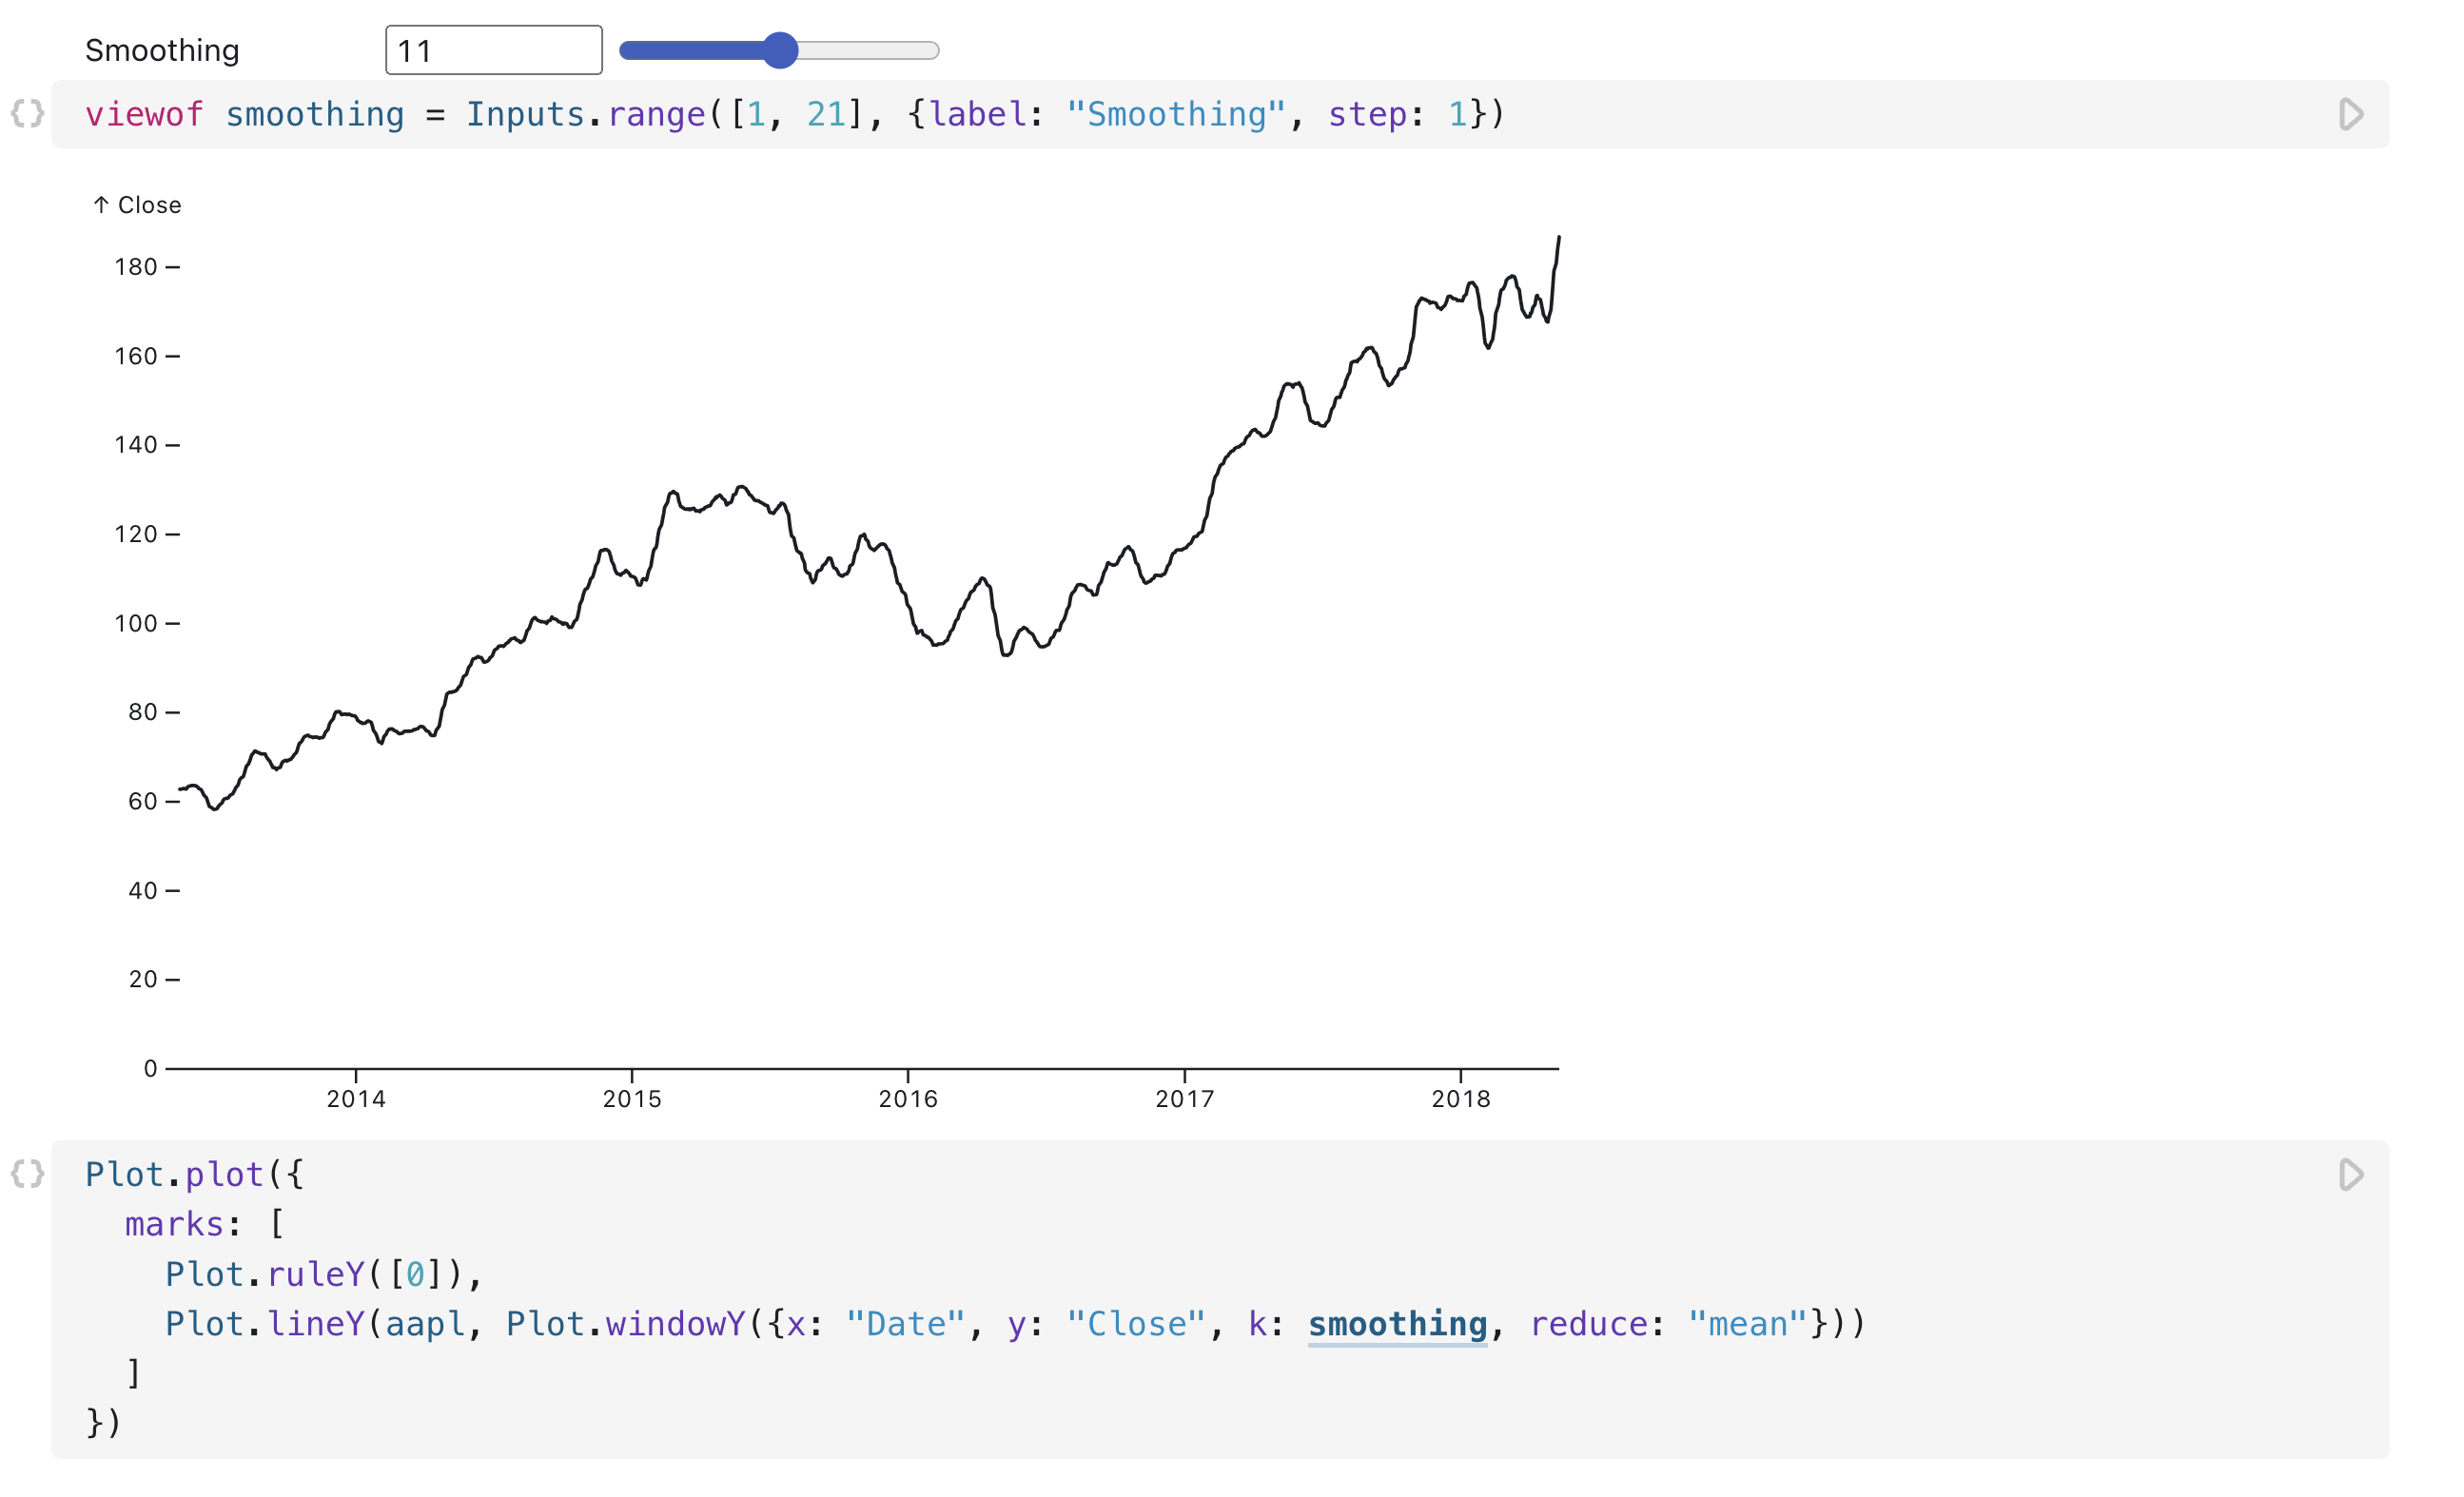 Smoothing 11
{} viewof smoothing = Inputs.range([1, 21], {label: "Smoothing", step: 1})
↑ Close
180
160
140
120
100
80
60
40
20
0
2014 2015 2016 2017 2018
{} Plot.plot({
  marks: [
    Plot.ruleY([0]),
    Plot.lineY(aapl, Plot.windowY({x: "Date", y: "Close", k: smoothing, reduce: "mean"}))
  ]
})